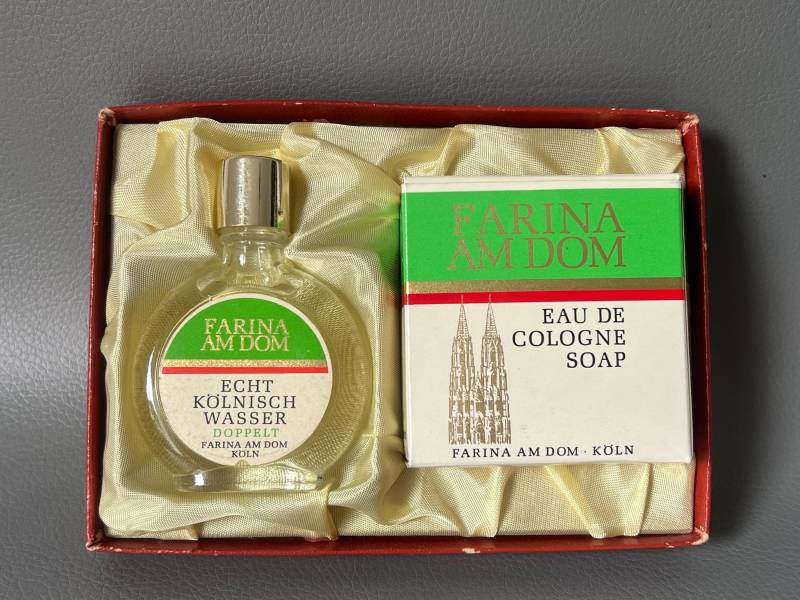 FARINA
AM DOM
ECHT
KÖLNISCH
WASSER
DOPPELT
FARINA AM DOM
KÖLN
FARINA
AM DOM
EAU DE
COLOGNE
SOAP
FARINA AM DOM · KÖLN